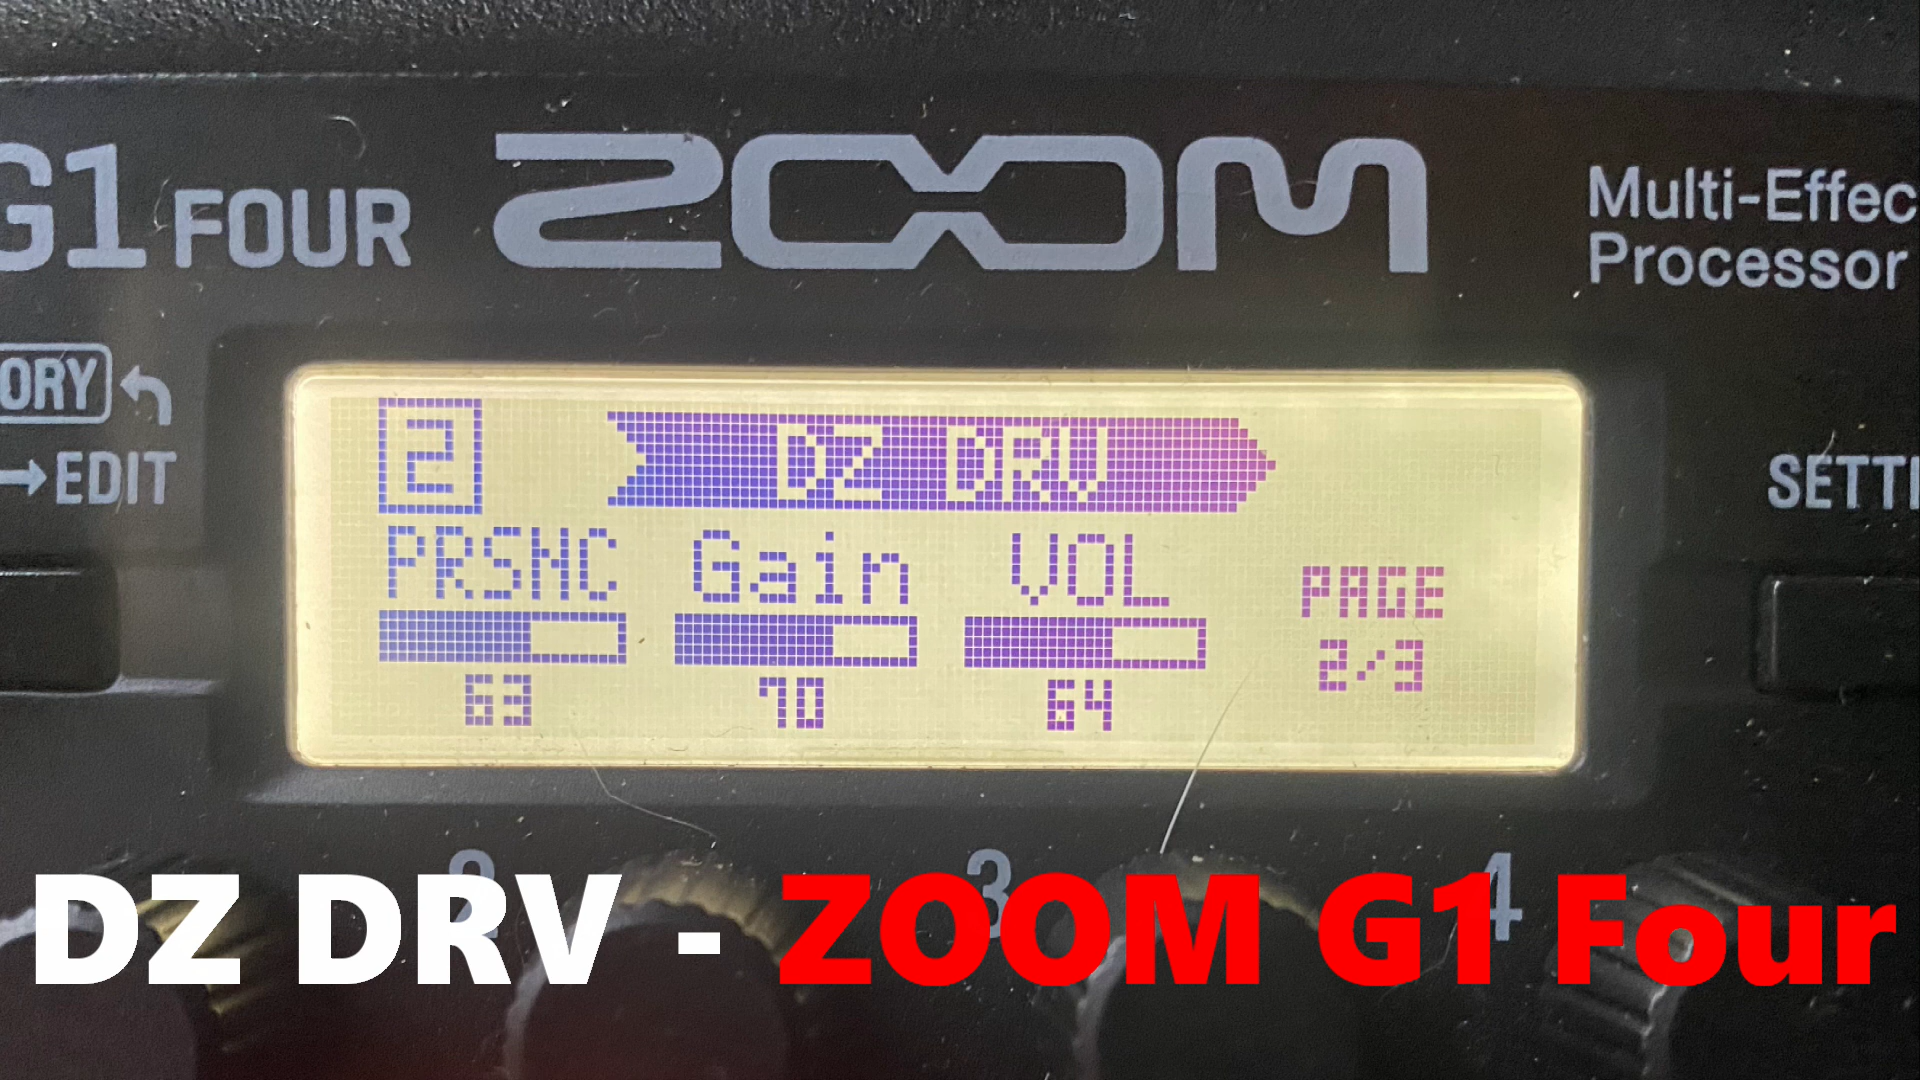 G1 FOUR ZOOM
Multi-Effec
Processor
ORY
→EDIT
SETTI
2 DZ DRV
PRSNC Gain VOL
PAGE
63 70 64
2/3
2 3 4
DZ DRV - ZOOM G1 Four